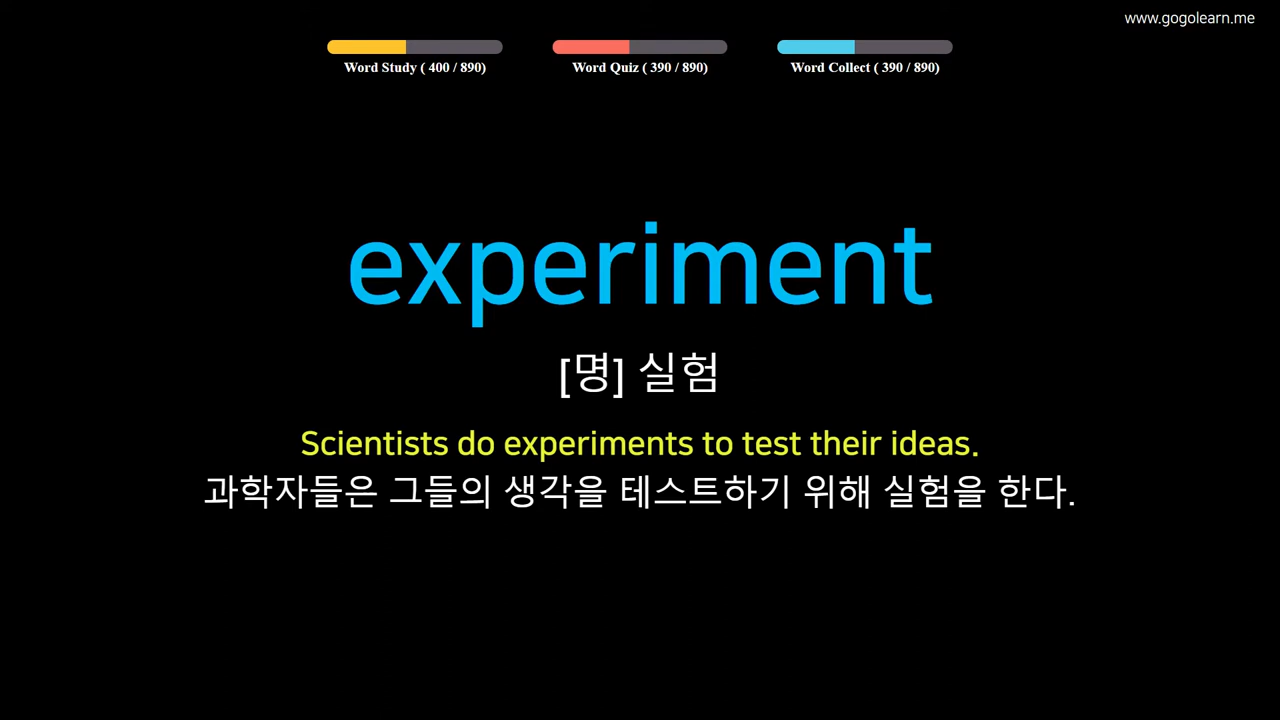 www.gogolearn.me
Word Study ( 400 / 890)
Word Quiz ( 390 / 890)
Word Collect ( 390 / 890)
experiment
[명] 실험
Scientists do experiments to test their ideas.
과학자들은 그들의 생각을 테스트하기 위해 실험을 한다.